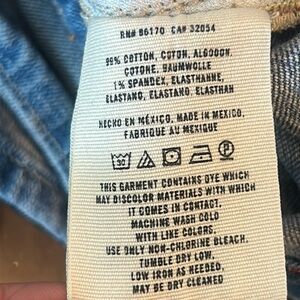 RN# 86170 CA# 32054
99% COTTON, COTON, ALGODON,
COTONE, BAUMWOLLE
1% SPANDEX, ELASTHANNE,
ELASTANO, ELASTAN, ELASTHAN
HECHO EN MÉXICO, MADE IN MEXICO,
FABRIQUE AU MEXIQUE
30
THIS GARMENT CONTAINS DYE WHICH
MAY DISCOLOR MATERIALS WITH WHICH
IT COMES IN CONTACT.
MACHINE WASH COLD
WITH LIKE COLORS.
USE ONLY NON-CHLORINE BLEACH,
TUMBLE DRY LOW,
LOW IRON AS NEEDED,
MAY BE DRY CLEANED